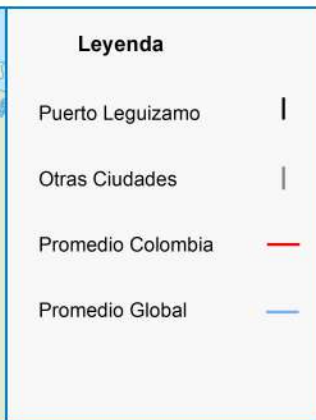 Leyenda
Puerto Leguizamo
Otras Ciudades
Promedio Colombia
Promedio Global